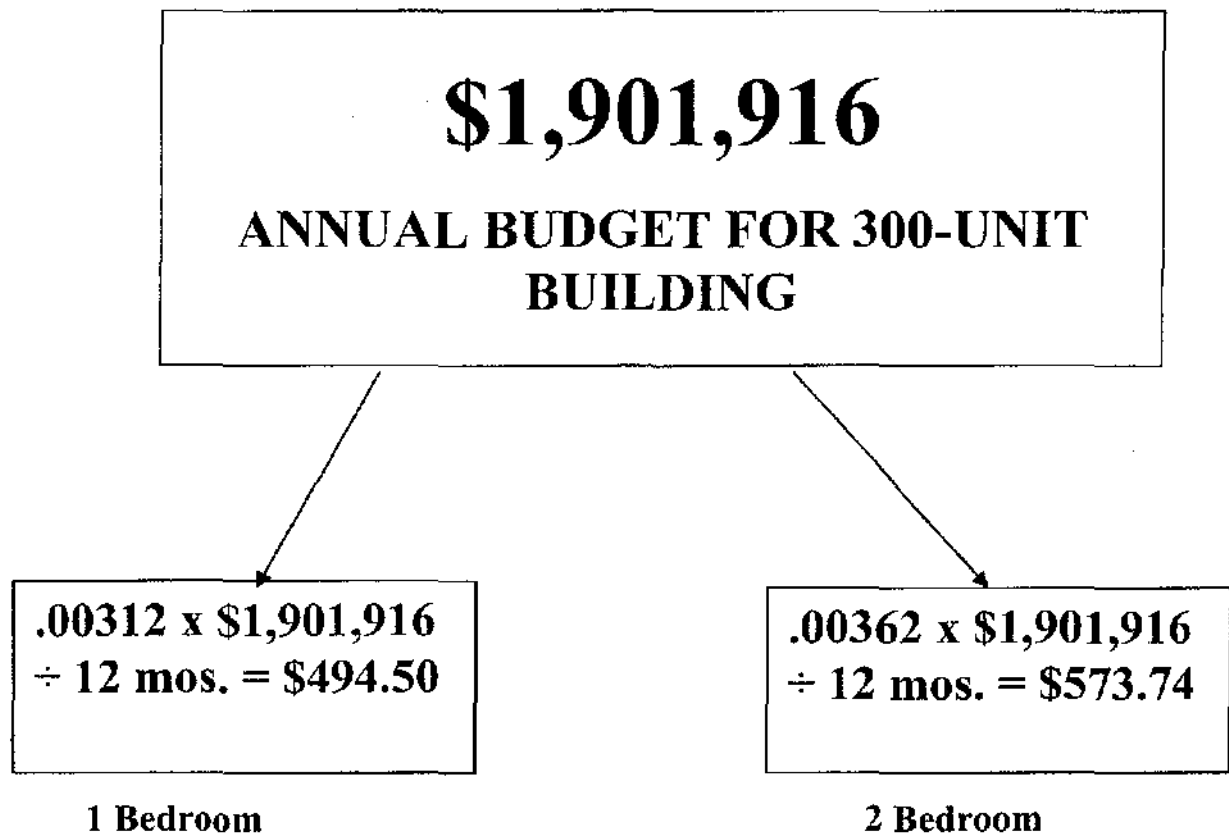 $1,901,916
ANNUAL BUDGET FOR 300-UNIT
BUILDING
.00312 x $1,901,916
÷ 12 mos. = $494.50
.00362 x $1,901,916
÷ 12 mos. = $573.74
1 Bedroom
2 Bedroom